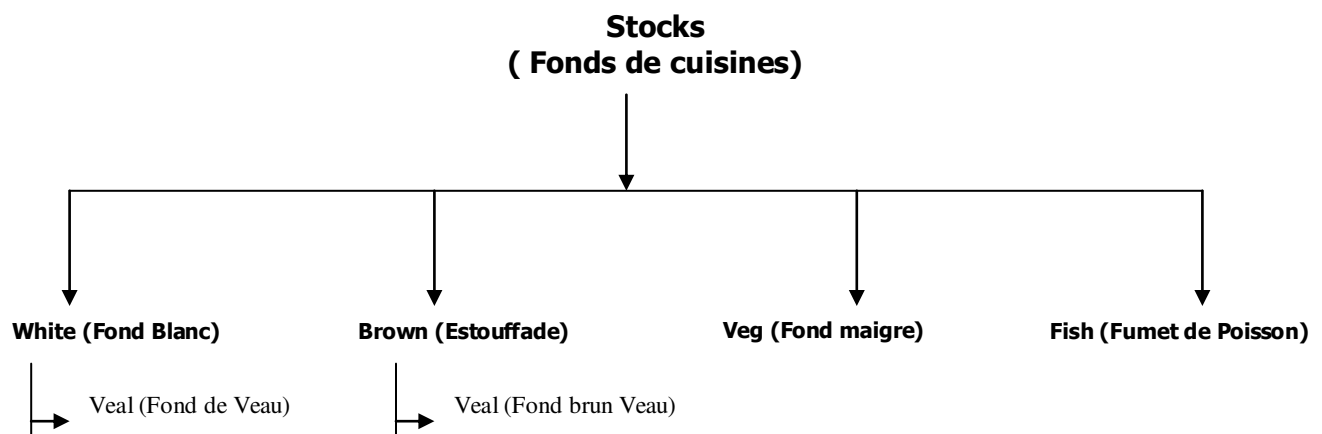 Stocks
( Fonds de cuisines)
White (Fond Blanc)
Brown (Estouffade)
Veg (Fond maigre)
Fish (Fumet de Poisson)
Veal (Fond de Veau)
Veal (Fond brun Veau)